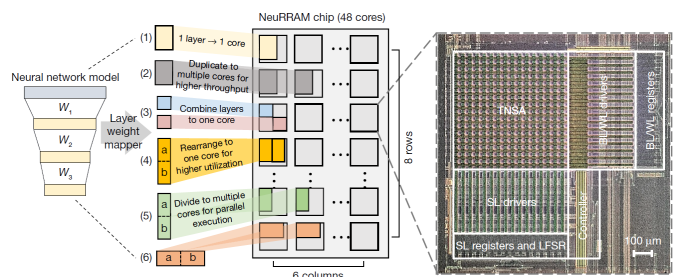 NeuRRAM chip (48 cores)
Neural network model
W1
W2
W3
Layer
weight
mapper
(1)
1 layer → 1 core
(2)
Duplicate to
multiple cores for
higher throughput
(3)
Combine layers
to one core
(4)
a
b
Rearrange to
one core for
higher utilization
(5)
a
b
Divide to multiple
cores for parallel
execution
(6)
a b
8 rows
6 columns
TNSA
BL/WL drivers
BL/WL registers
SL drivers
Controller
SL registers and LFSR
100 μm